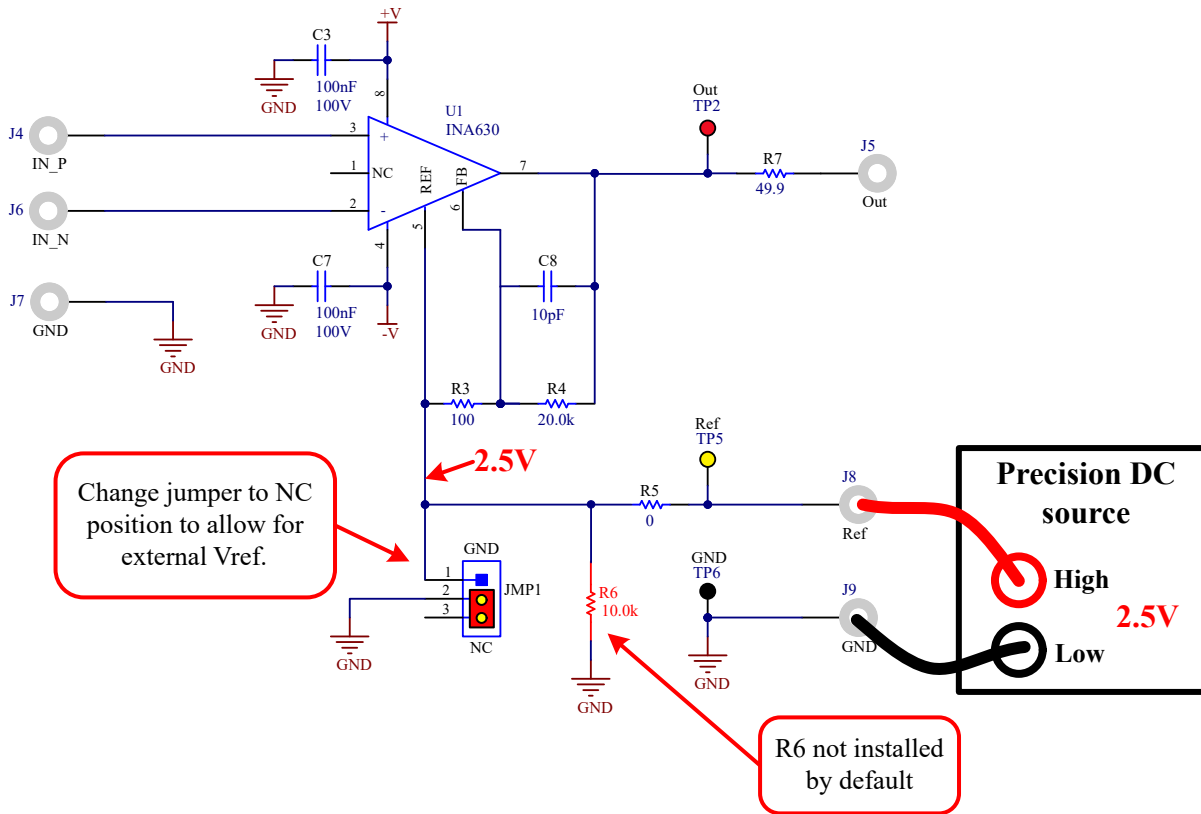 +V
C3
100nF
100V
GND
8
U1
INA630
Out
TP2
J4
IN_P
3
+
1
NC
REF
FB
7
R7
49.9
J5
Out
J6
IN_N
2
-
4
5
6
C7
100nF
100V
GND
-V
C8
10pF
J7
GND
GND
R3
100
R4
20.0k
2.5V
Ref
TP5
Change jumper to NC
position to allow for
external Vref.
R5
0
J8
Ref
Precision DC
source
High
2.5V
Low
GND
1
2
3
JMP1
NC
GND
R6
10.0k
GND
GND
TP6
GND
J9
GND
R6 not installed
by default